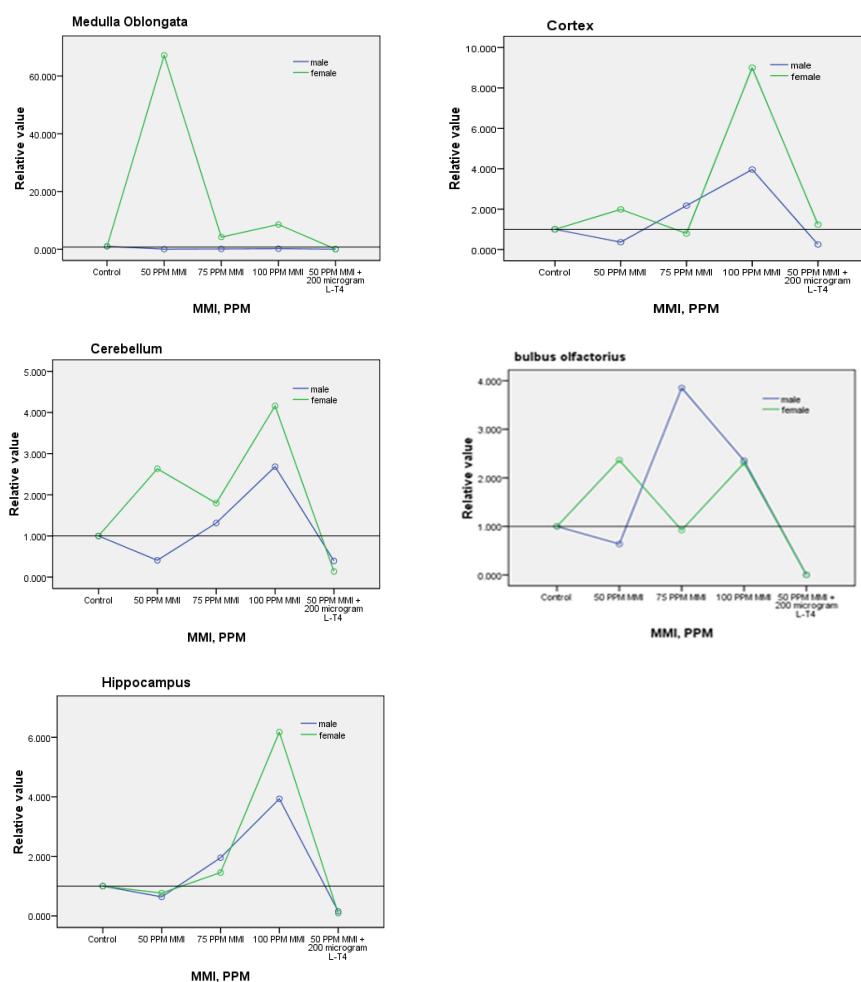 Medulla Oblongata
male
female
60.000
40.000
20.000
0.000
Relative value
Control
50 PPM MMI
75 PPM MMI
100 PPM MMI
50 PPM MMI +
200 microgram
L-T4
MMI, PPM
Cortex
male
female
10.000
8.000
6.000
4.000
2.000
0.000
Relative value
Control
50 PPM MMI
75 PPM MMI
100 PPM MMI
50 PPM MMI +
200 microgram
L-T4
MMI, PPM
Cerebellum
male
female
5.000
4.000
3.000
2.000
1.000
0.000
Relative value
Control
50 PPM MMI
75 PPM MMI
100 PPM MMI
50 PPM MMI +
200 microgram
L-T4
MMI, PPM
bulbus olfactorius
male
female
4.000
3.000
2.000
1.000
0.000
Relative value
Control
50 PPM MMI
75 PPM MMI
100 PPM MMI
50 PPM MMI +
200 microgram
L-T4
MMI, PPM
Hippocampus
male
female
6.000
4.000
2.000
0.000
Relative value
Control
50 PPM MMI
75 PPM MMI
100 PPM MMI
50 PPM MMI +
200 microgram
L-T4
MMI, PPM